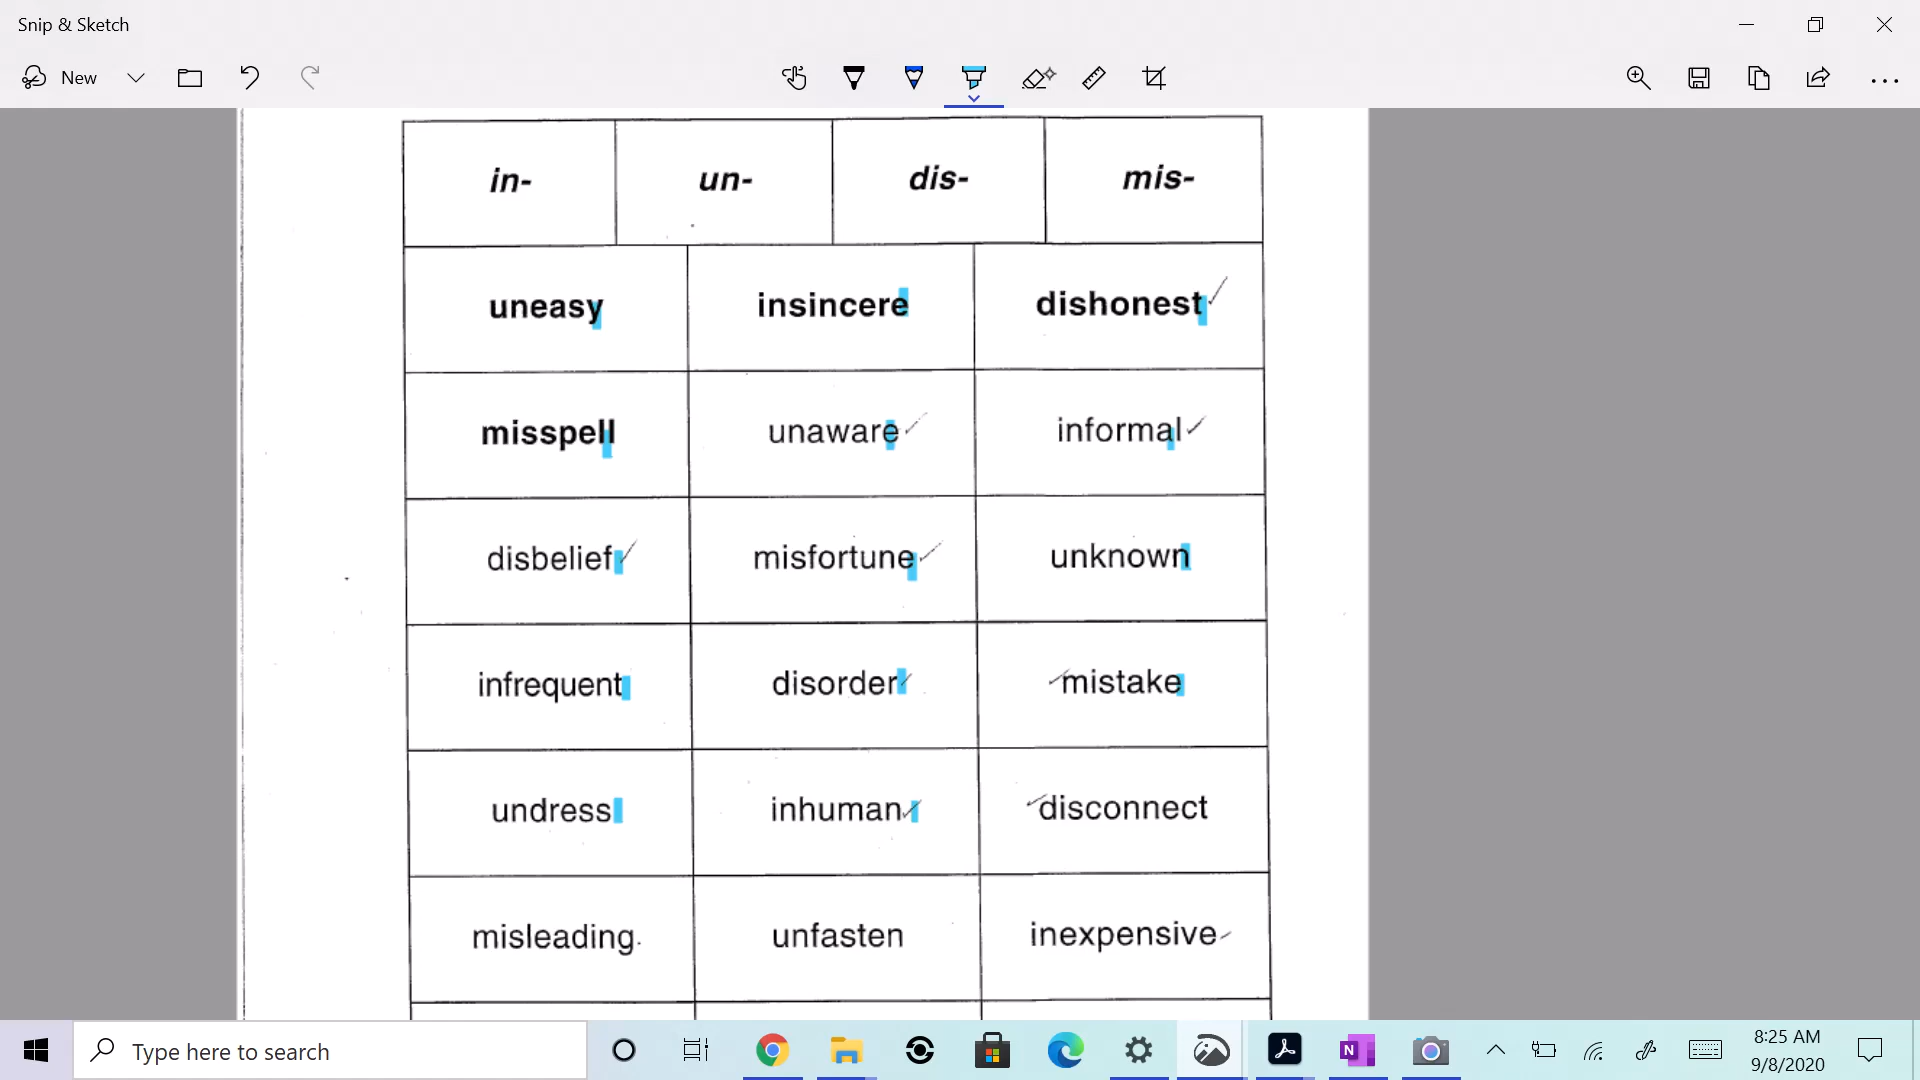 Snip & Sketch
New
in- un- dis- mis-
uneasy insincere dishonest
misspell unaware informal
disbelief misfortune unknown
infrequent disorder mistake
undress inhuman disconnect
misleading unfasten inexpensive
Type here to search
8:25 AM
9/8/2020